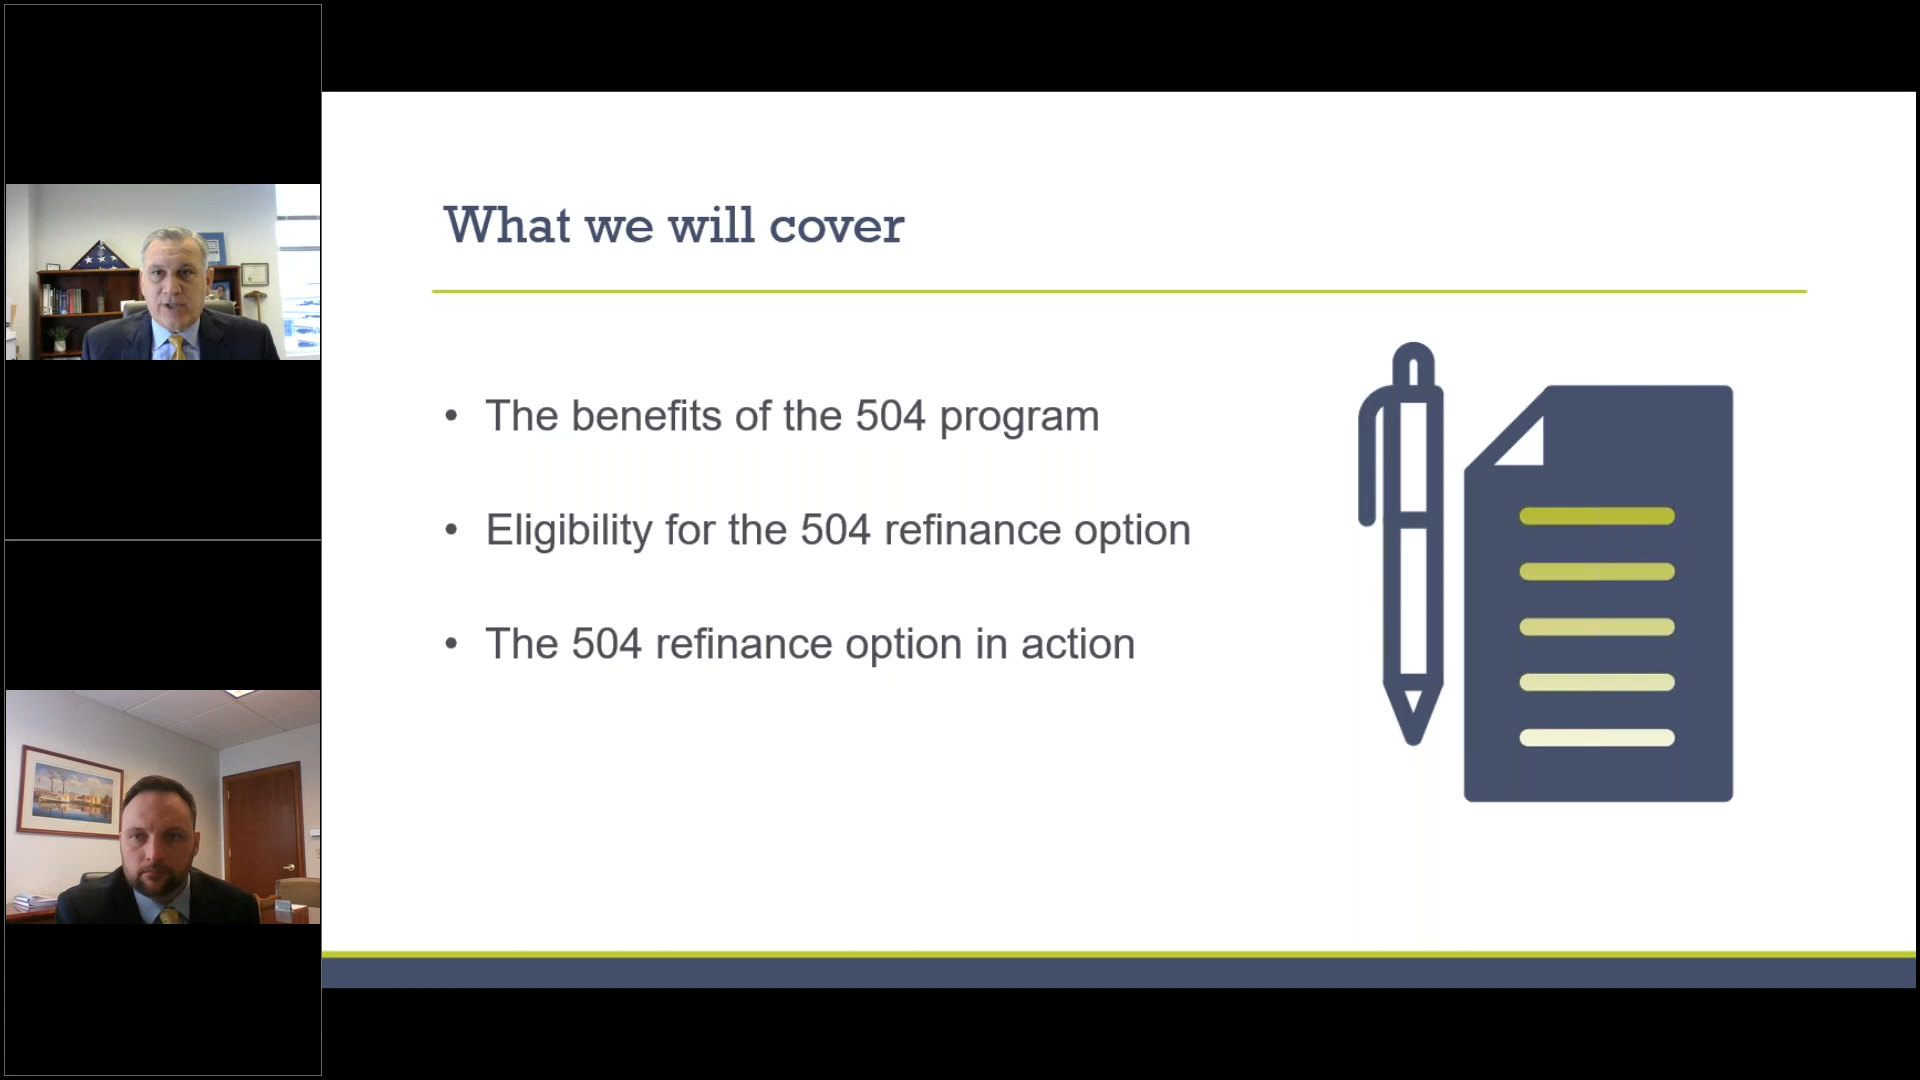 What we will cover
• The benefits of the 504 program
• Eligibility for the 504 refinance option
• The 504 refinance option in action